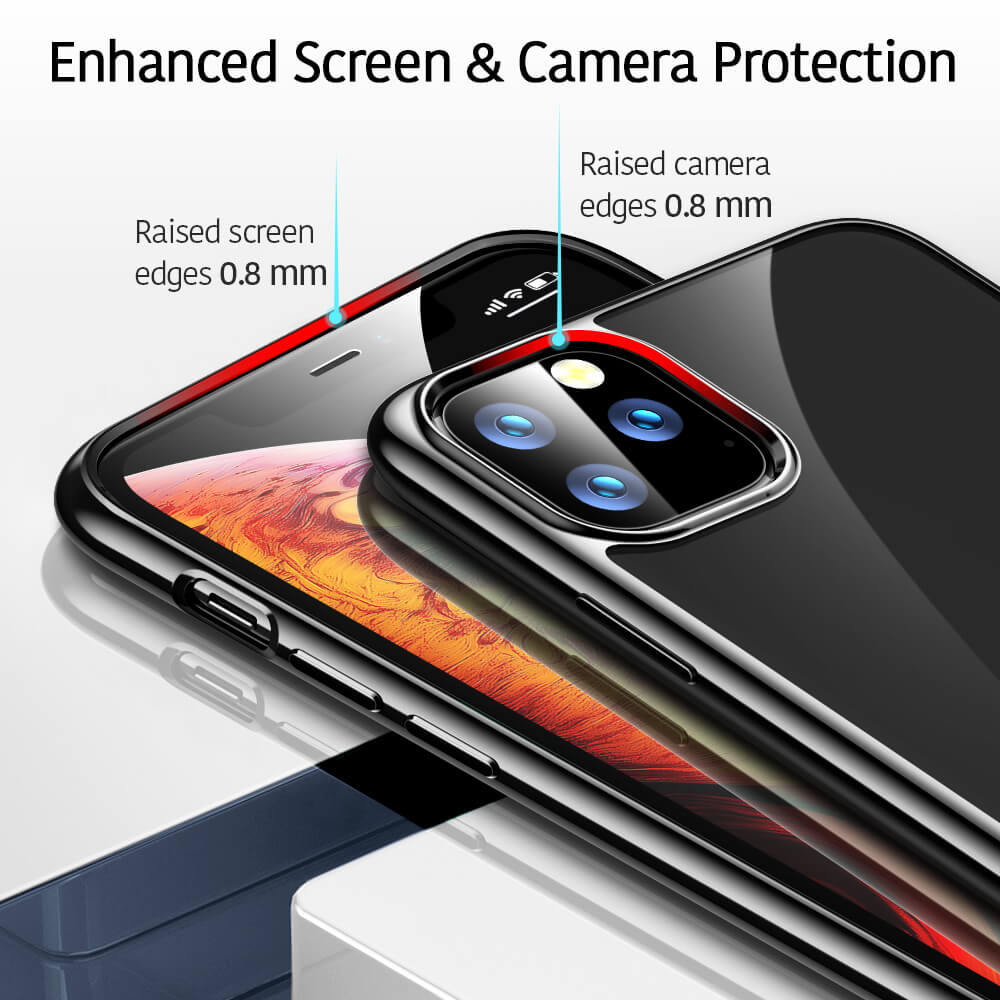 Enhanced Screen & Camera Protection
Raised camera
edges 0.8 mm
Raised screen
edges 0.8 mm